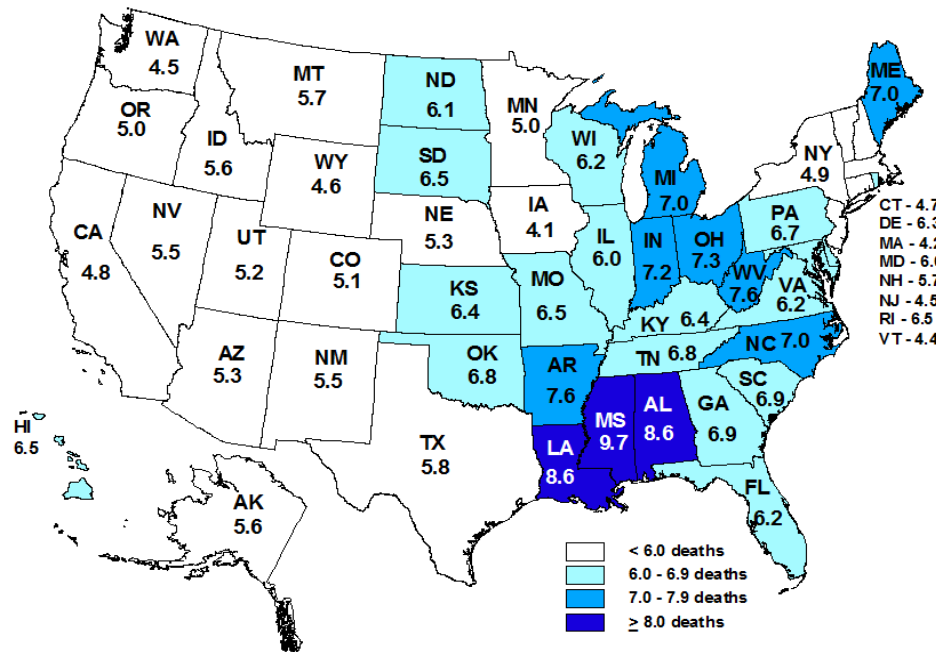 WA
4.5
MT
5.7
ND
6.1
MN
5.0
ME
7.0
OR
5.0
ID
5.6
WY
4.6
SD
6.5
WI
6.2
MI
7.0
NY
4.9
CT - 4.7
DE - 6.3
MA - 4.2
MD - 6.
NH - 5.7
NJ - 4.5
RI - 6.5
VT - 4.4
NV
5.5
UT
5.2
CO
5.1
NE
5.3
IA
4.1
IL
6.0
IN
7.2
OH
7.3
PA
6.7
CA
4.8
KS
6.4
MO
6.5
KY 6.4
WV
7.6
VA
6.2
AZ
5.3
NM
5.5
OK
6.8
AR
7.6
TN 6.8
NC 7.0
SC
6.9
HI
6.5
TX
5.8
LA
8.6
MS
9.7
AL
8.6
GA
6.9
FL
6.2
AK
5.6
< 6.0 deaths
6.0 - 6.9 deaths
7.0 - 7.9 deaths
≥ 8.0 deaths